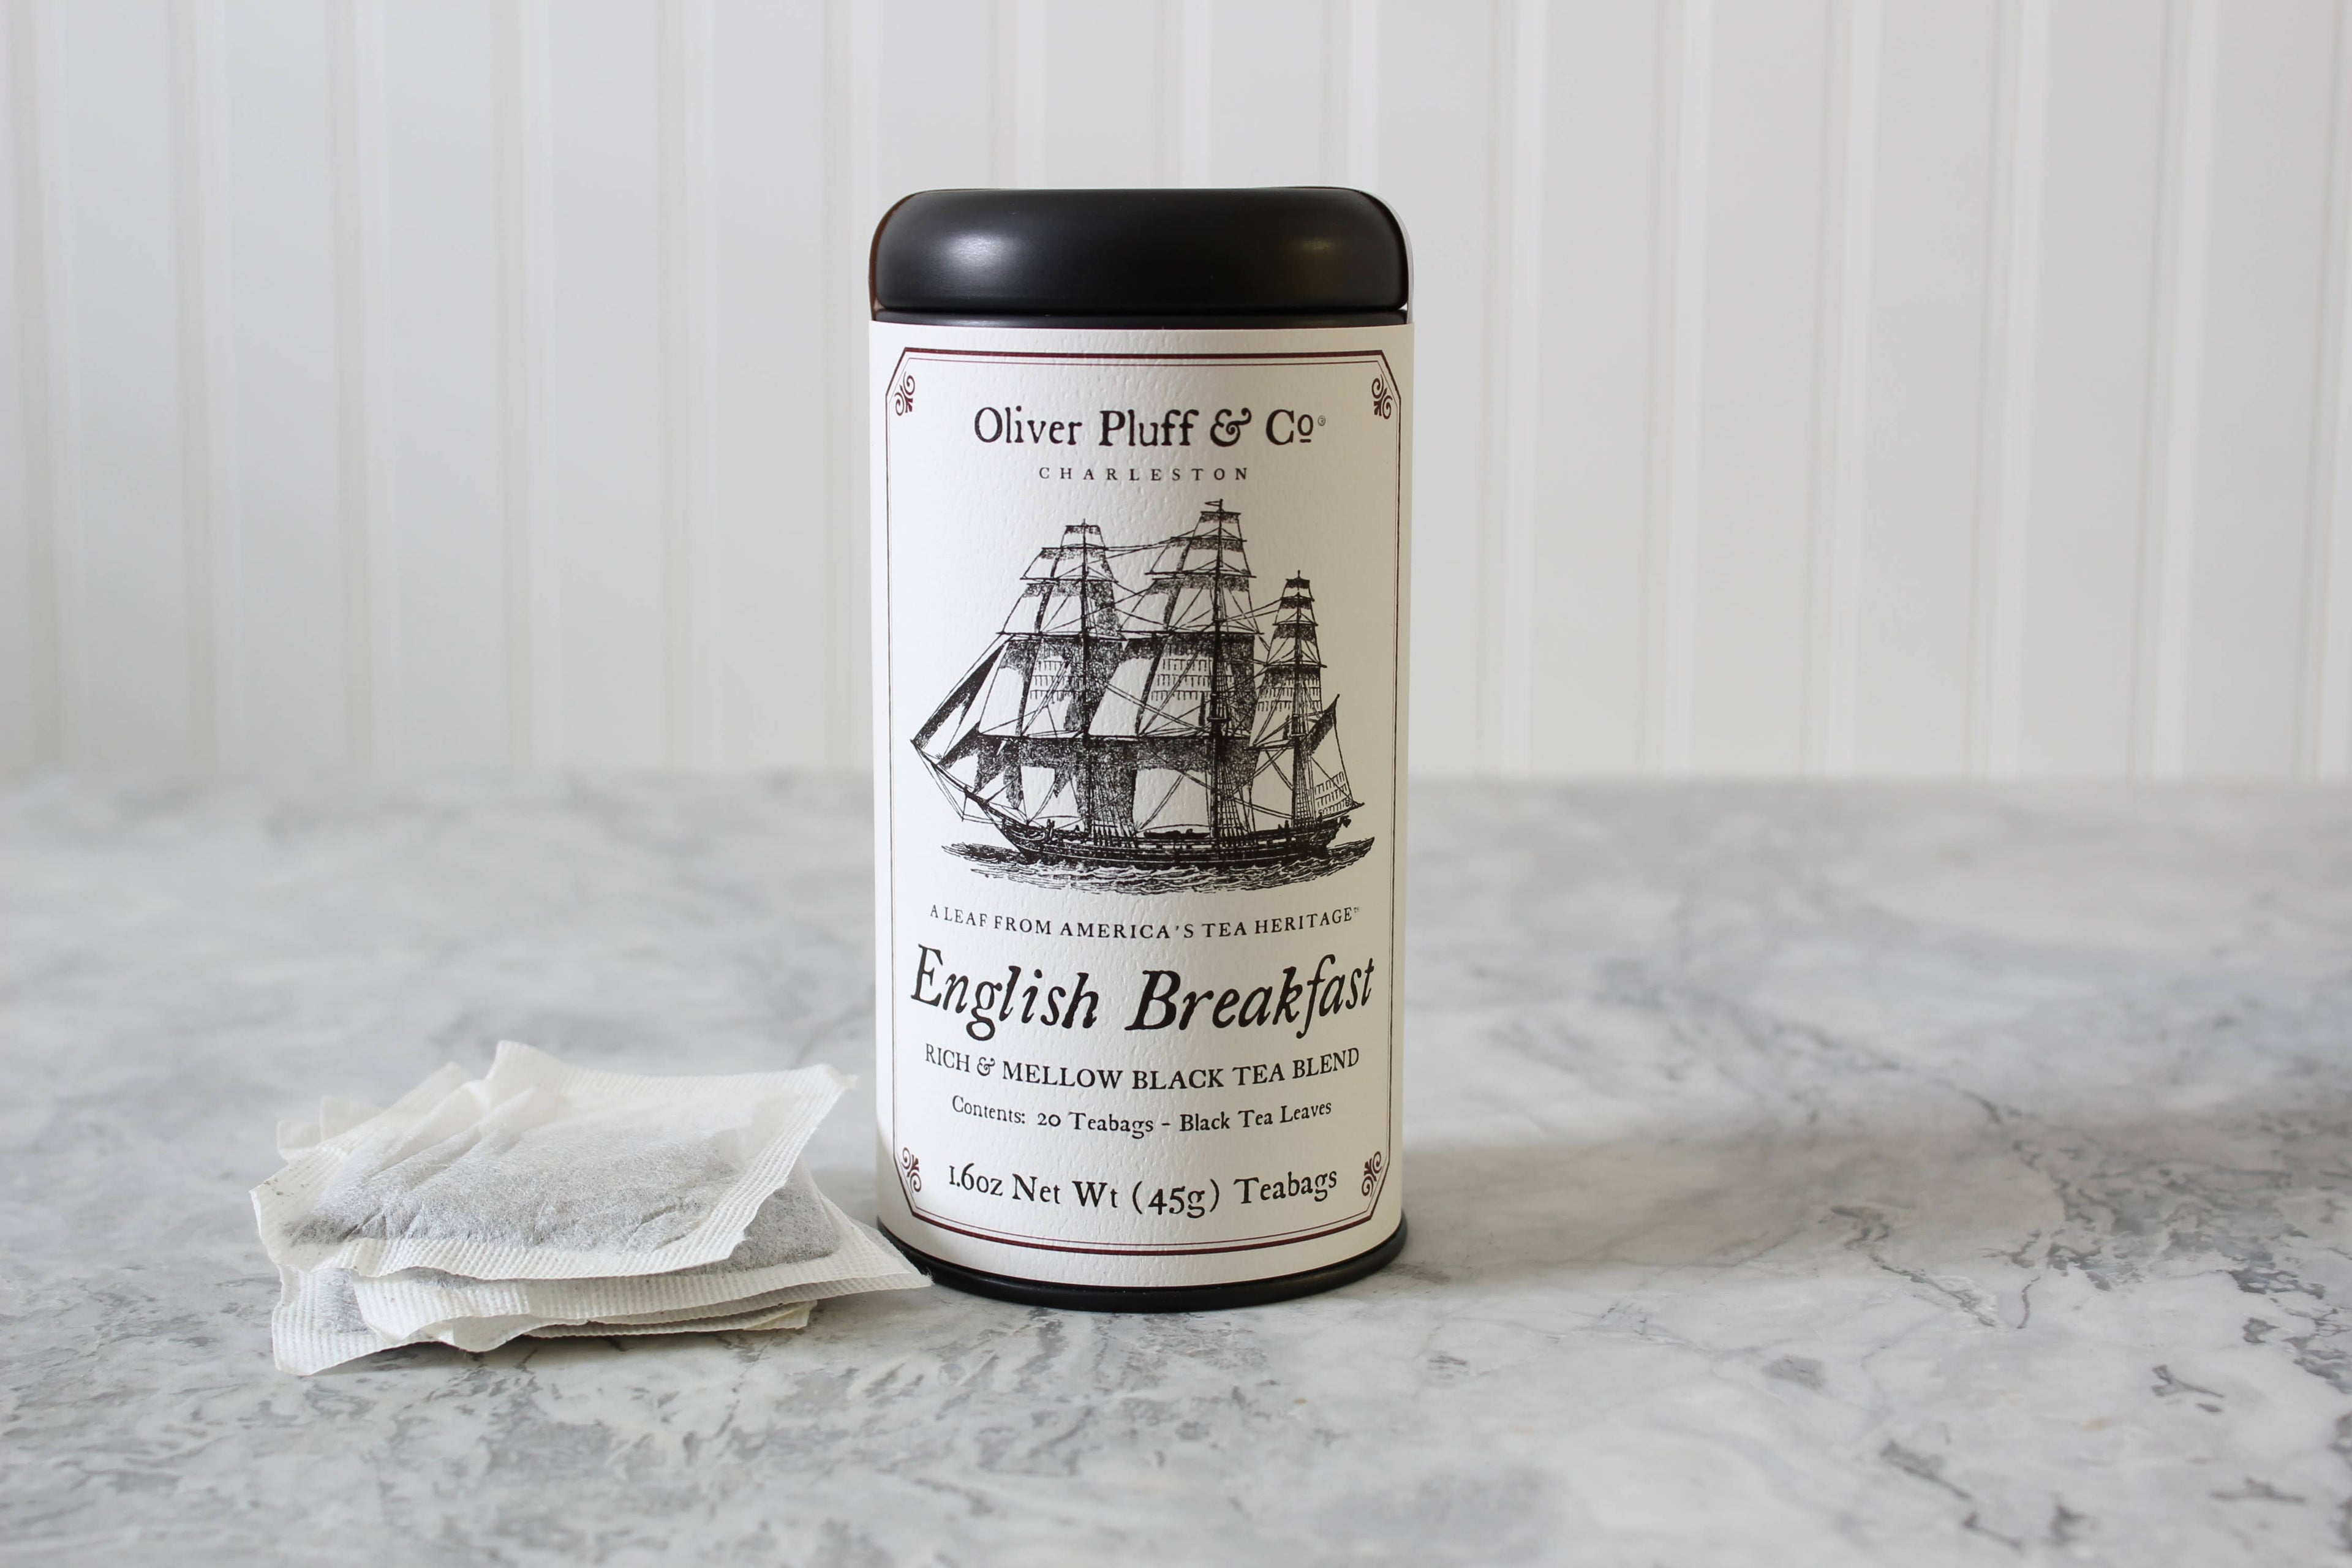 Oliver Pluff & Co®
CHARLESTON
A LEAF FROM AMERICA'S TEA HERITAGE™
English Breakfast
RICH & MELLOW BLACK TEA BLEND
Contents: 20 Teabags - Black Tea Leaves
1.6oz Net Wt (45g) Teabags